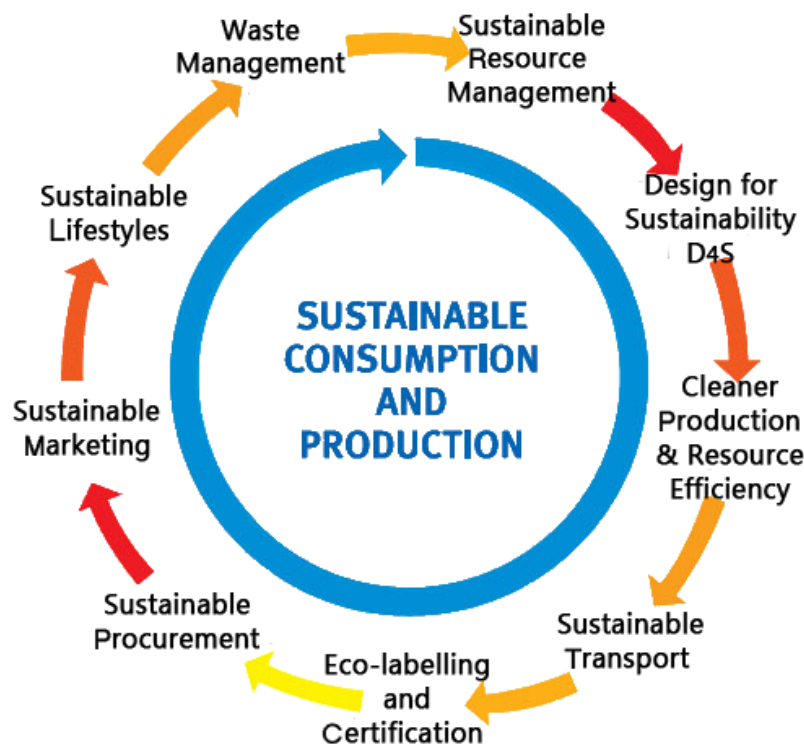 Waste
Management
Sustainable
Resource
Management
Design for
Sustainability
D4S
Cleaner
Production
& Resource
Efficiency
Sustainable
Transport
Eco-labelling
and
Certification
Sustainable
Procurement
Sustainable
Marketing
Sustainable
Lifestyles
SUSTAINABLE
CONSUMPTION
AND
PRODUCTION